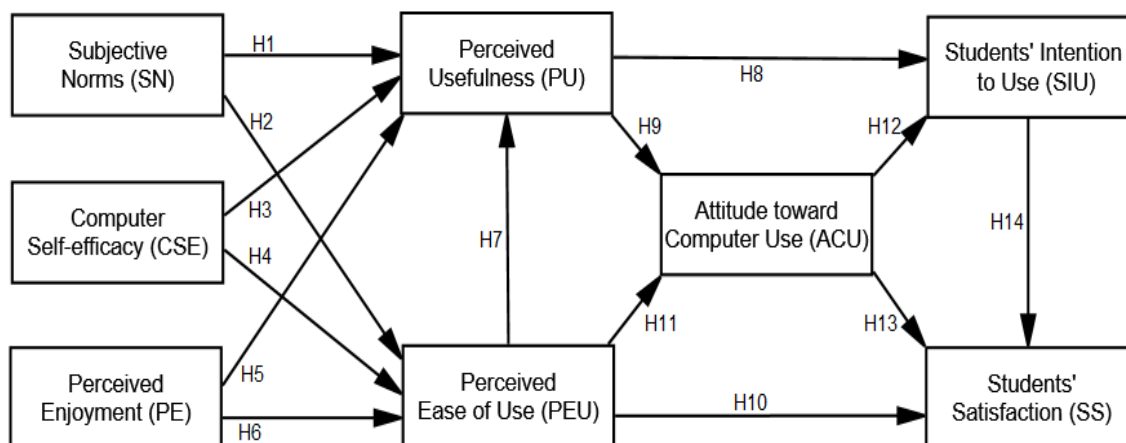 Subjective
Norms (SN)
H1
Perceived
Usefulness (PU)
H8
Students' Intention
to Use (SIU)
H2
H9
H12
Computer
Self-efficacy (CSE)
H3
H4
H7
Attitude toward
Computer Use (ACU)
H14
H5
H11
H13
Perceived
Enjoyment (PE)
H6
Perceived
Ease of Use (PEU)
H10
Students'
Satisfaction (SS)